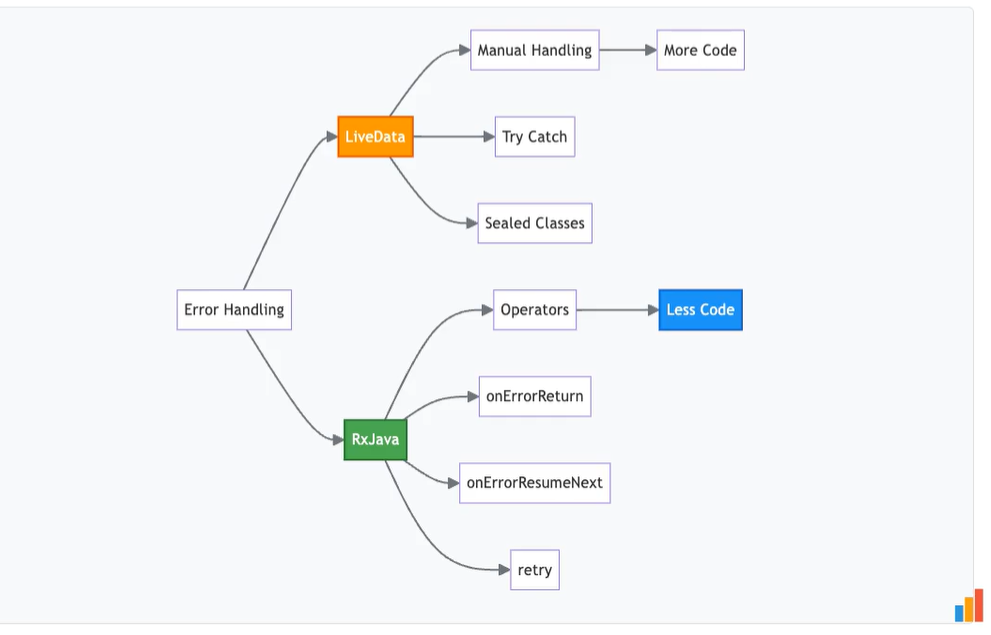 Manual Handling
More Code
LiveData
Try Catch
Sealed Classes
Error Handling
Operators
Less Code
onErrorReturn
RxJava
onErrorResumeNext
retry